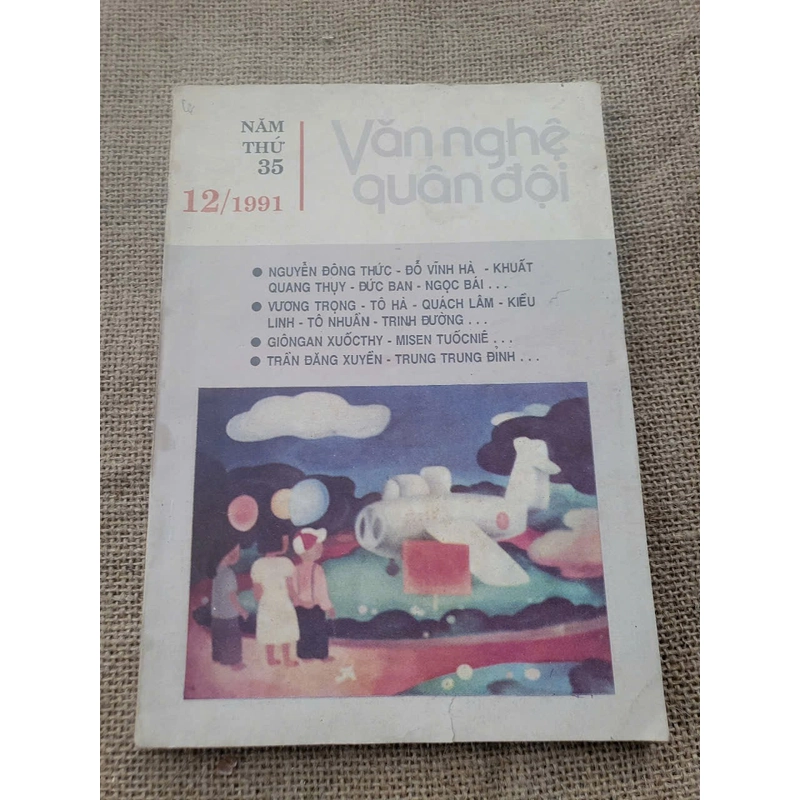 NĂM
THỨ
35
12/1991
Văn nghệ
quân đội
● NGUYỄN ĐÔNG THỨC - ĐỖ VĨNH HÀ - KHUẤT
QUANG THỤY - ĐỨC BAN - NGỌC BÁI . . .
● VƯƠNG TRỌNG - TÔ HÀ - QUÁCH LÂM - KIỀU
LINH - TÔ NHUẦN - TRINH ĐƯỜNG . . .
● GIÔNGAN XUỐCTHY - MISEN TUỐCNIÊ . . .
● TRẦN ĐĂNG XUYỀN - TRUNG TRUNG ĐỈNH . . .